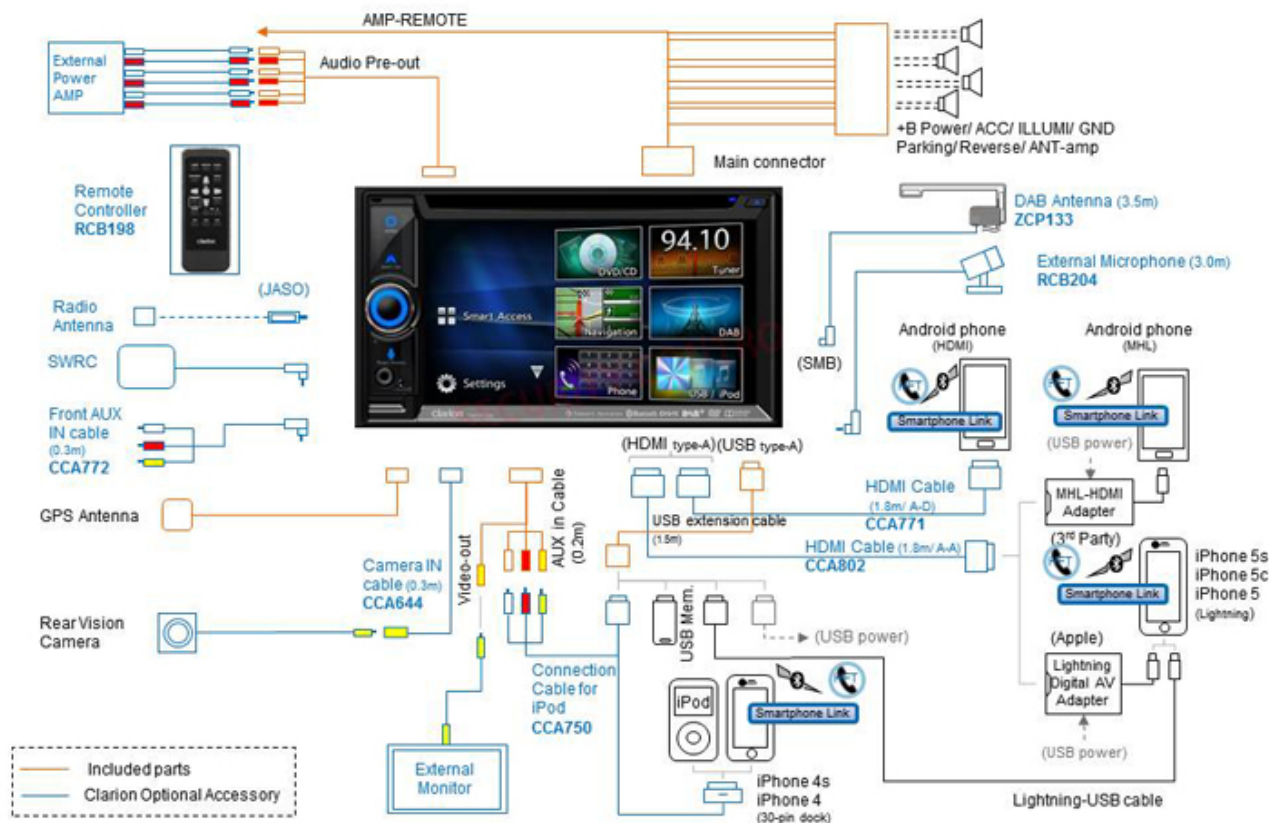 AMP-REMOTE
External
Power
AMP
Audio Pre-out
Main connector
+B Power/ ACC/ ILLUMI/ GND
Parking/Reverse/ ANT-amp
Remote
Controller
RCB198
clarion
DAB Antenna (3.5m)
ZCP133
External Microphone (3.0m)
RCB204
(JASO)
Radio
Antenna
SWRC
Front AUX
IN cable
(0.3m)
CCA772
GPS Antenna
DVD/CD
94.10
Tuner
Smart Access
Navigation
DAB
Settings
Phone
USB / iPod
clarion
(SMB)
Android phone
(HDMI)
Smartphone Link
Android phone
(MHL)
Smartphone Link
(USB power)
(HDMI type-A)
(USB type-A)
HDMI Cable
(1.8m/ A-D)
CCA771
USB extension cable
(1.5m)
HDMI Cable (1.8m/ A-A)
CCA802
MHL-HDMI
Adapter
(3rd Party)
Smartphone Link
iPhone 5s
iPhone 5c
iPhone 5
(Lightning)
Camera IN
cable (0.3m)
CCA644
Video-out
AUX in Cable
(0.2m)
Rear Vision
Camera
Connection
Cable for
iPod
CCA750
USB Mem.
(USB power)
(Apple)
Lightning
Digital AV
Adapter
(USB power)
iPod
Smartphone Link
External
Monitor
iPhone 4s
iPhone 4
(30-pin dock)
Lightning-USB cable
Included parts
Clarion Optional Accessory